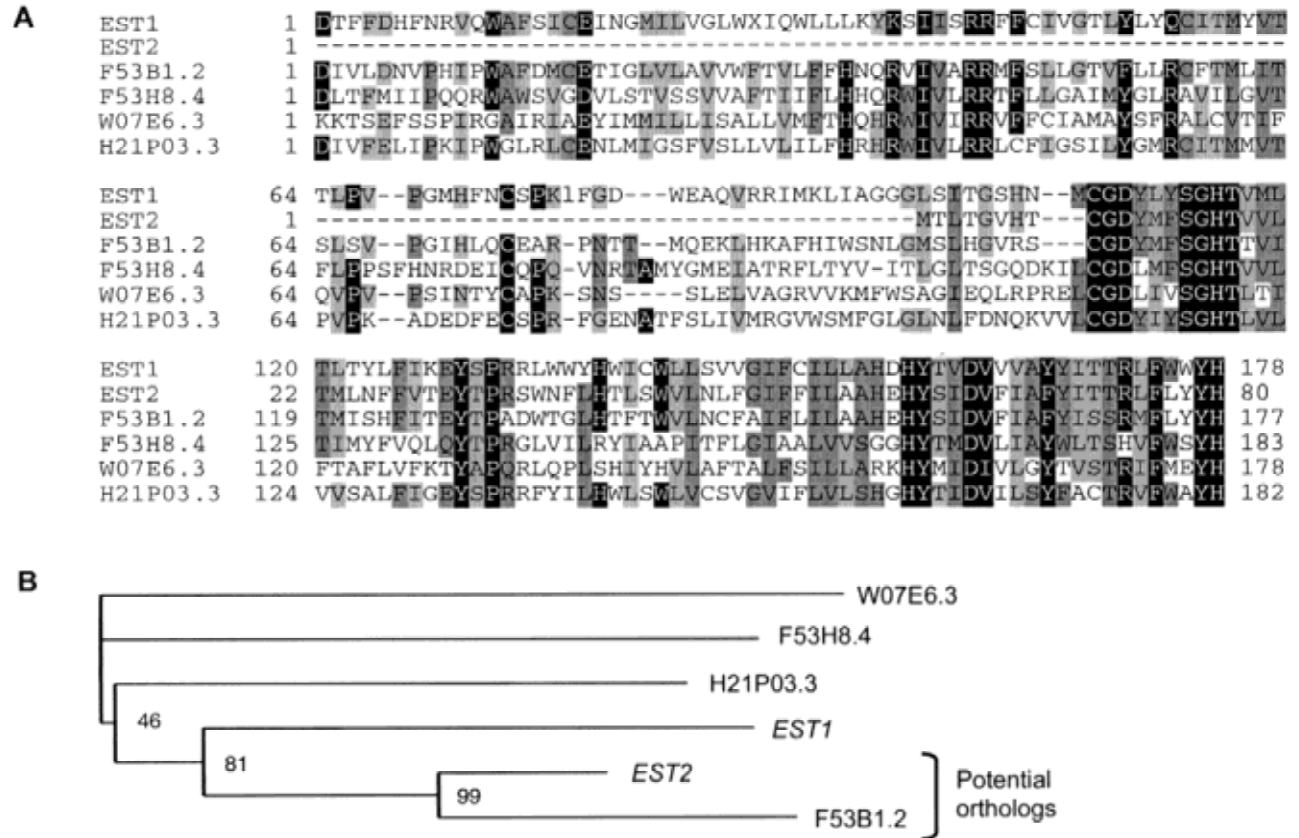 A
EST1 1 DTFFDHFNRVQWAFSICEINGMILVGLWXIQWLLLKYKSIISRRFFCIVGTLYLYQCITMYVT
EST2 1 ---------------------------------------------------------------
F53B1.2 1 DIVLDNVPHIPWAFDMCETIGLVLAVVWFTVLFFHNQRVIVARRMFSLLGTVFLLRCFTMLIT
F53H8.4 1 DLTFMIIPQQRWAWSVGDVLSTVSSVVAFTIIFLHHQRWIVLRRTFLLGAIMYGLRAVILGVT
W07E6.3 1 KKTSEFSSPIRGAIRIAEYIMMILLISALLVMFTHQHRWIVIRRVFFCIAMAYSFRALCVTIF
H21P03.3 1 DIVFELIPKIPWGLRLCENLMIGSFVSLLVLILFHRHRWIVLRRLCFIGSILYGMRCITMMVT
EST1 64 TLPV--PGMHFNCSPKlFGD---WEAQVRRIMKLIAGGGLSITGSHN--MCGDYLYSGHTVML
EST2 1 ---------------------------------------MTLTGVHT---CGDYMFSGHTVVL
F53B1.2 64 SLSV--PGIHLQCEAR-PNTT--MQEKLHKAFHIWSNLGMSLHGVRS---CGDYMFSGHTTVI
F53H8.4 64 FLPPSFHNRDEICQPQ-VNRTAMYGMEIATRFLTYV-ITLGLTSGQDKILCGDLMFSGHTVVL
W07E6.3 64 QVPV--PSINTYCAPK-SNS----SLELVAGRVVKMFWSAGIEQLRPRELCGDLIVSGHTLTI
H21P03.3 64 PVPK--ADEDFECSPR-FGENATFSLIVMRGVWSMFGLGLNLFDNQKVVLCGDYIYSGHTLVL
EST1 120 TLTYLFIKEYSPRRLWWYHWICWLLSVVGIFCILLAHDHYTVDVVVAYYITTRLFWWYH 178
EST2 22 TMLNFFVTEYTPRSWNFLHTLSWVLNLFGIFFILAAHEHYSIDVFIAFYITTRLFLYYH 80
F53B1.2 119 TMISHFITEYTPADWTGLHTFTWVLNCFAIFLILAAHEHYSIDVFIAFYISSRMFLYYH 177
F53H8.4 125 TIMYFVQLQYTPRGLVILRYIAAPITFLGIAALVVSGGHYTMDVLIAYWLTSHVFWSYH 183
W07E6.3 120 FTAFLVFKTYAPQRLQPLSHIYHVLAFTALFSILLARKHYMIDIVLGYTVSTRIFMEYH 178
H21P03.3 124 VVSALFIGEYSPRRFYILHWLSWLVCSVGVIFLVLSHGHYTIDVILSYFACTRVFWAYH 182
B
W07E6.3
F53H8.4
H21P03.3
46
EST1
81
EST2
99
F53B1.2
Potential
orthologs